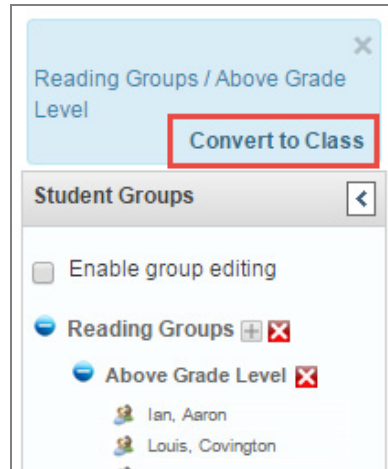 Reading Groups / Above Grade
Level
Convert to Class
Student Groups
Enable group editing
Reading Groups
Above Grade Level
Ian, Aaron
Louis, Covington